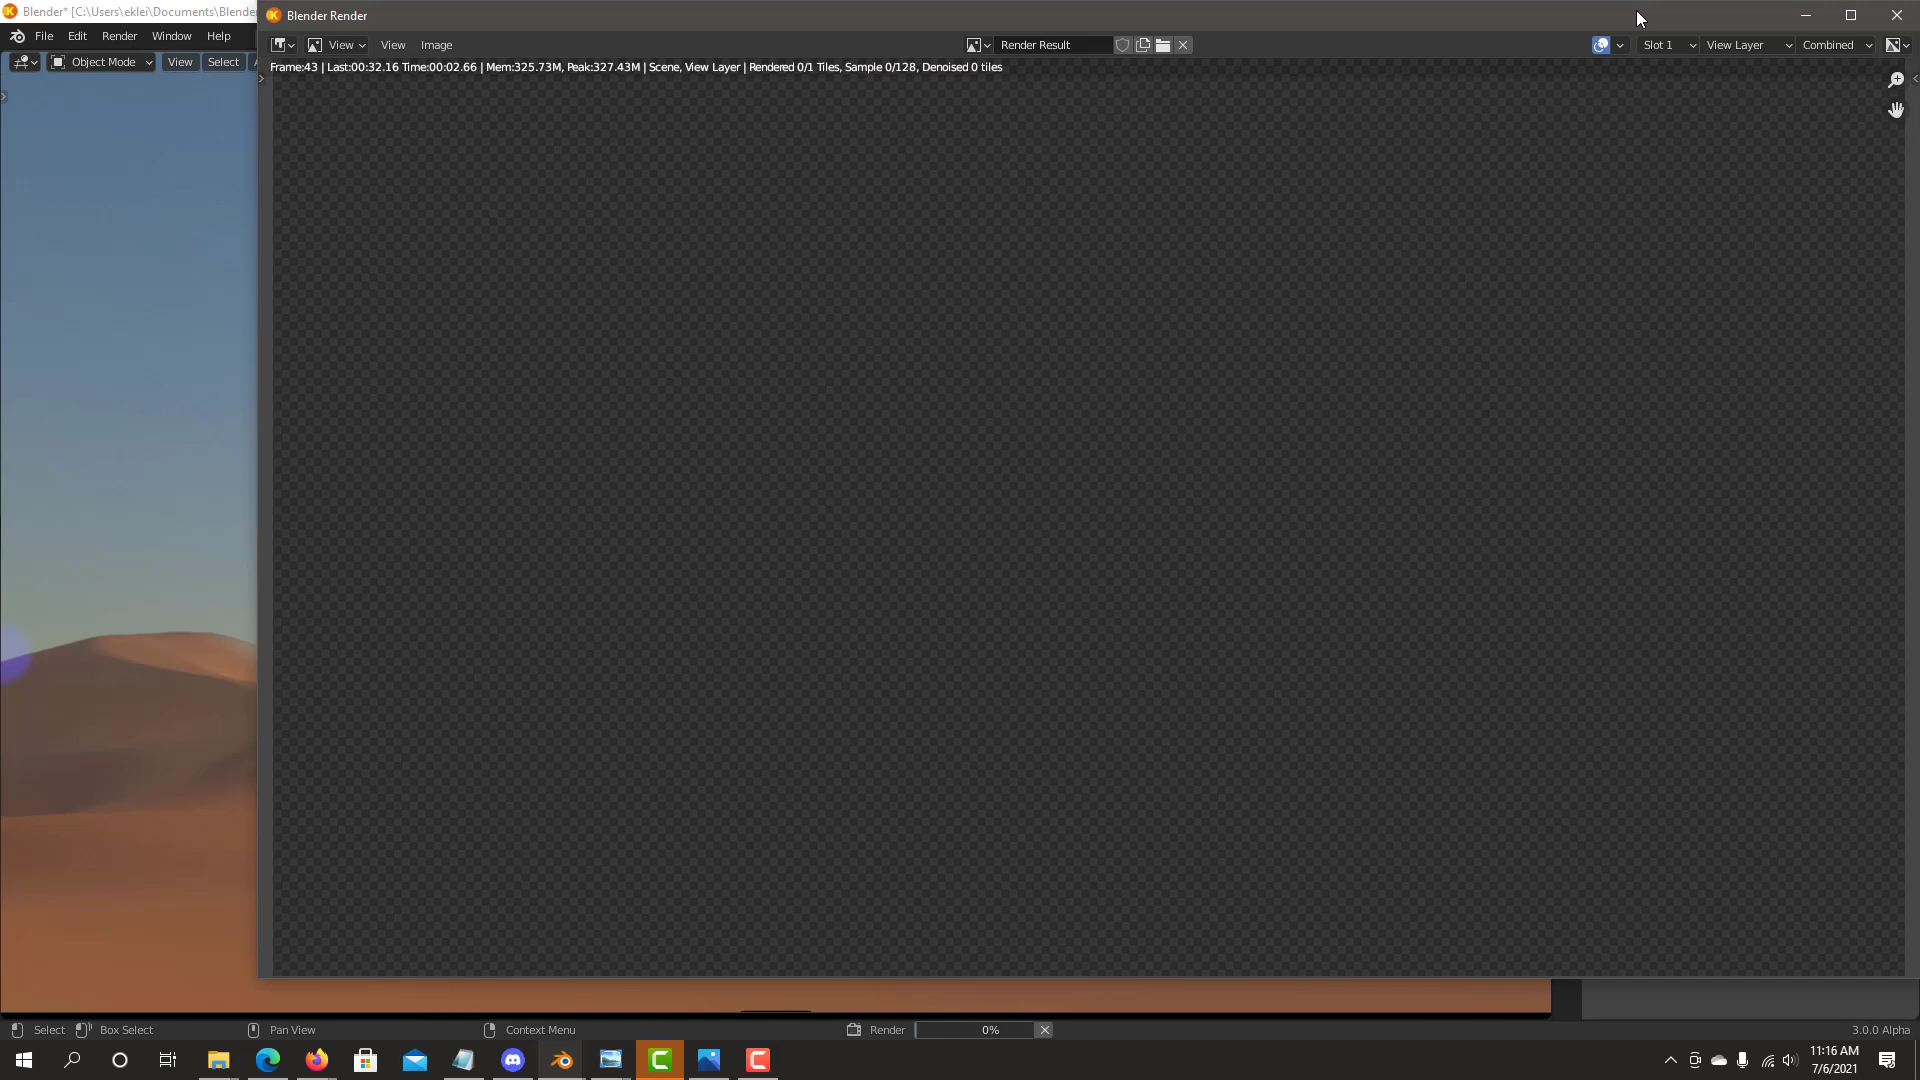 Blender* [C:\Users\eklei\Documents\Blende
Blender Render
File Edit Render Window Help
View View Image Render Result Slot 1 View Layer Combined
Object Mode View Select
Frame:43 | Last:00:32.16 Time:00:02.66 | Mem:325.73M, Peak:327.43M | Scene, View Layer | Rendered 0/1 Tiles, Sample 0/128, Denoised 0 tiles
Select Box Select Pan View Context Menu Render 0% 3.0.0 Alpha
11:16 AM
7/6/2021